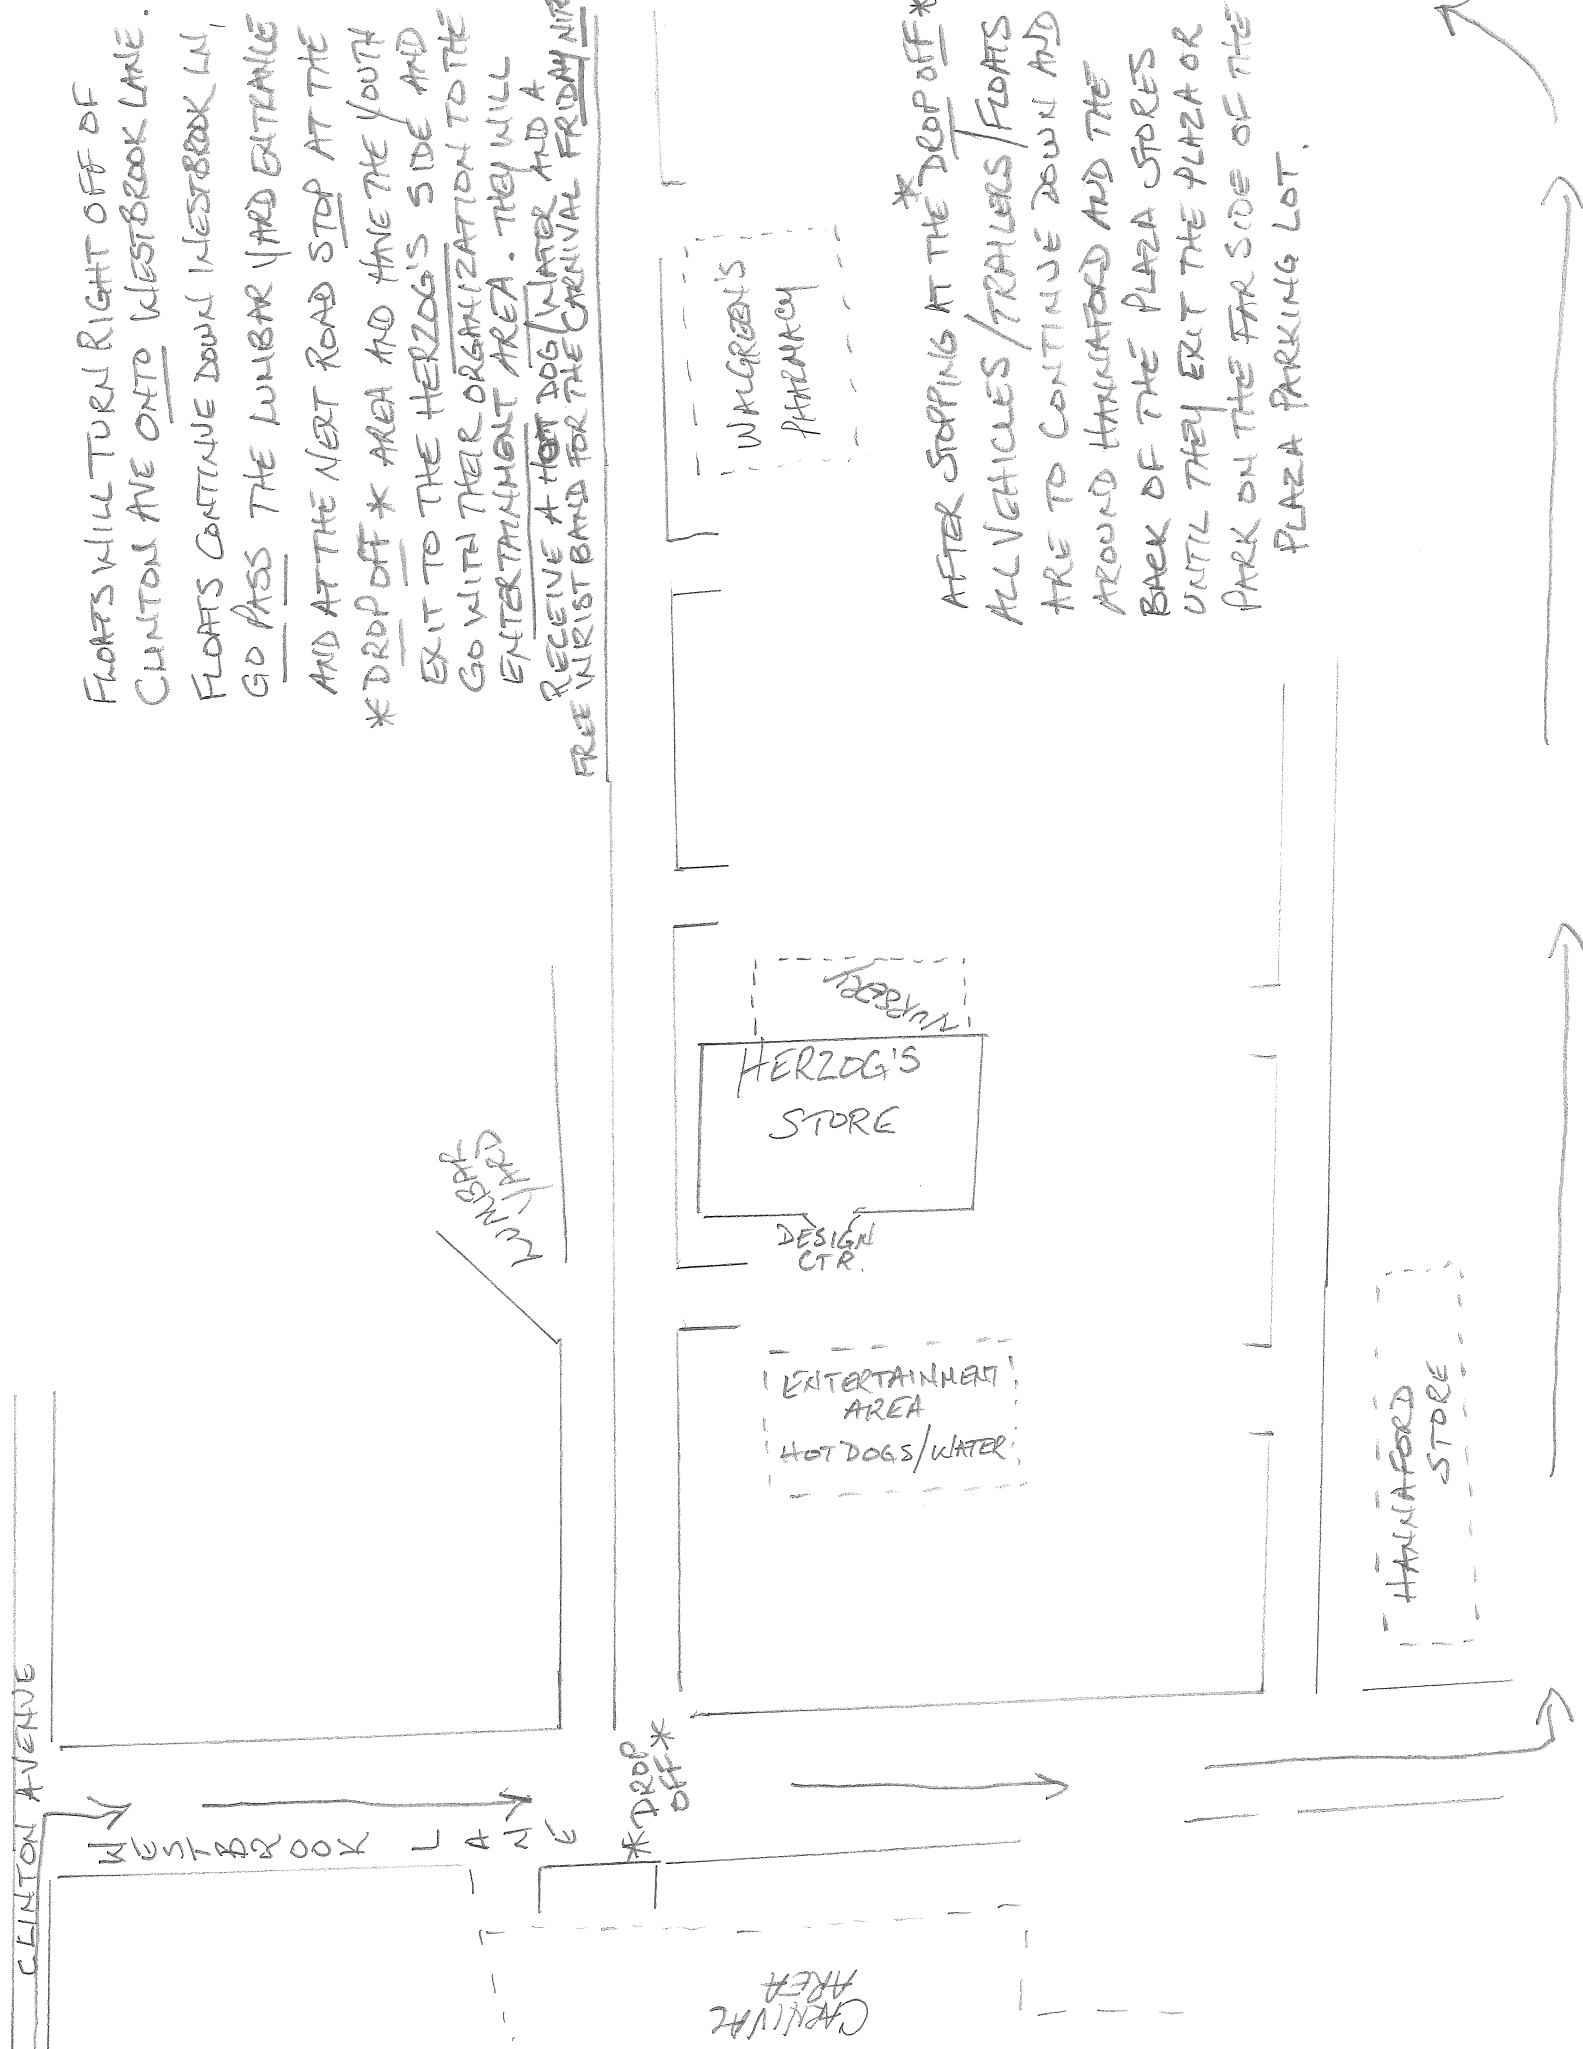 FLOATS WILL TURN RIGHT OFF OF
CLINTON AVE ONTO WESTBROOK LANE.
FLOATS CONTINUE DOWN WESTBROOK LN,
GO PASS THE LUMBAR YARD ENTRANCE
AND AT THE NEXT ROAD STOP AT THE
*DROP OFF* AREA AND HAVE THE YOUTH
EXIT TO THE HERZOG'S SIDE AND
GO WITH THEIR ORGANIZATION TO THE
ENTERTAINMENT AREA. THEY WILL
RECEIVE A HOT DOG/WATER AND A
FREE WRIST BAND FOR THE CARNIVAL FRIDAY NITE
AFTER STOPPING AT THE *DROP OFF*
ALL VEHICLES/TRAILERS/FLOATS
ARE TO CONTINUE DOWN AND
AROUND HANNAFORD AND THE
BACK OF THE PLAZA STORES
UNTIL THEY EXIT THE PLAZA OR
PARK ON THE FAR SIDE OF THE
PLAZA PARKING LOT.
WALGREEN'S
PHARMACY
NURSERY
HERZOG'S
STORE
DESIGN
CTR.
LUMBAR
YARD
ENTERTAINMENT
AREA
HOT DOGS/WATER
HANNAFORD
STORE
CLINTON AVENUE
WESTBROOK LANE
*DROP
OFF*
CARNIVAL
AREA